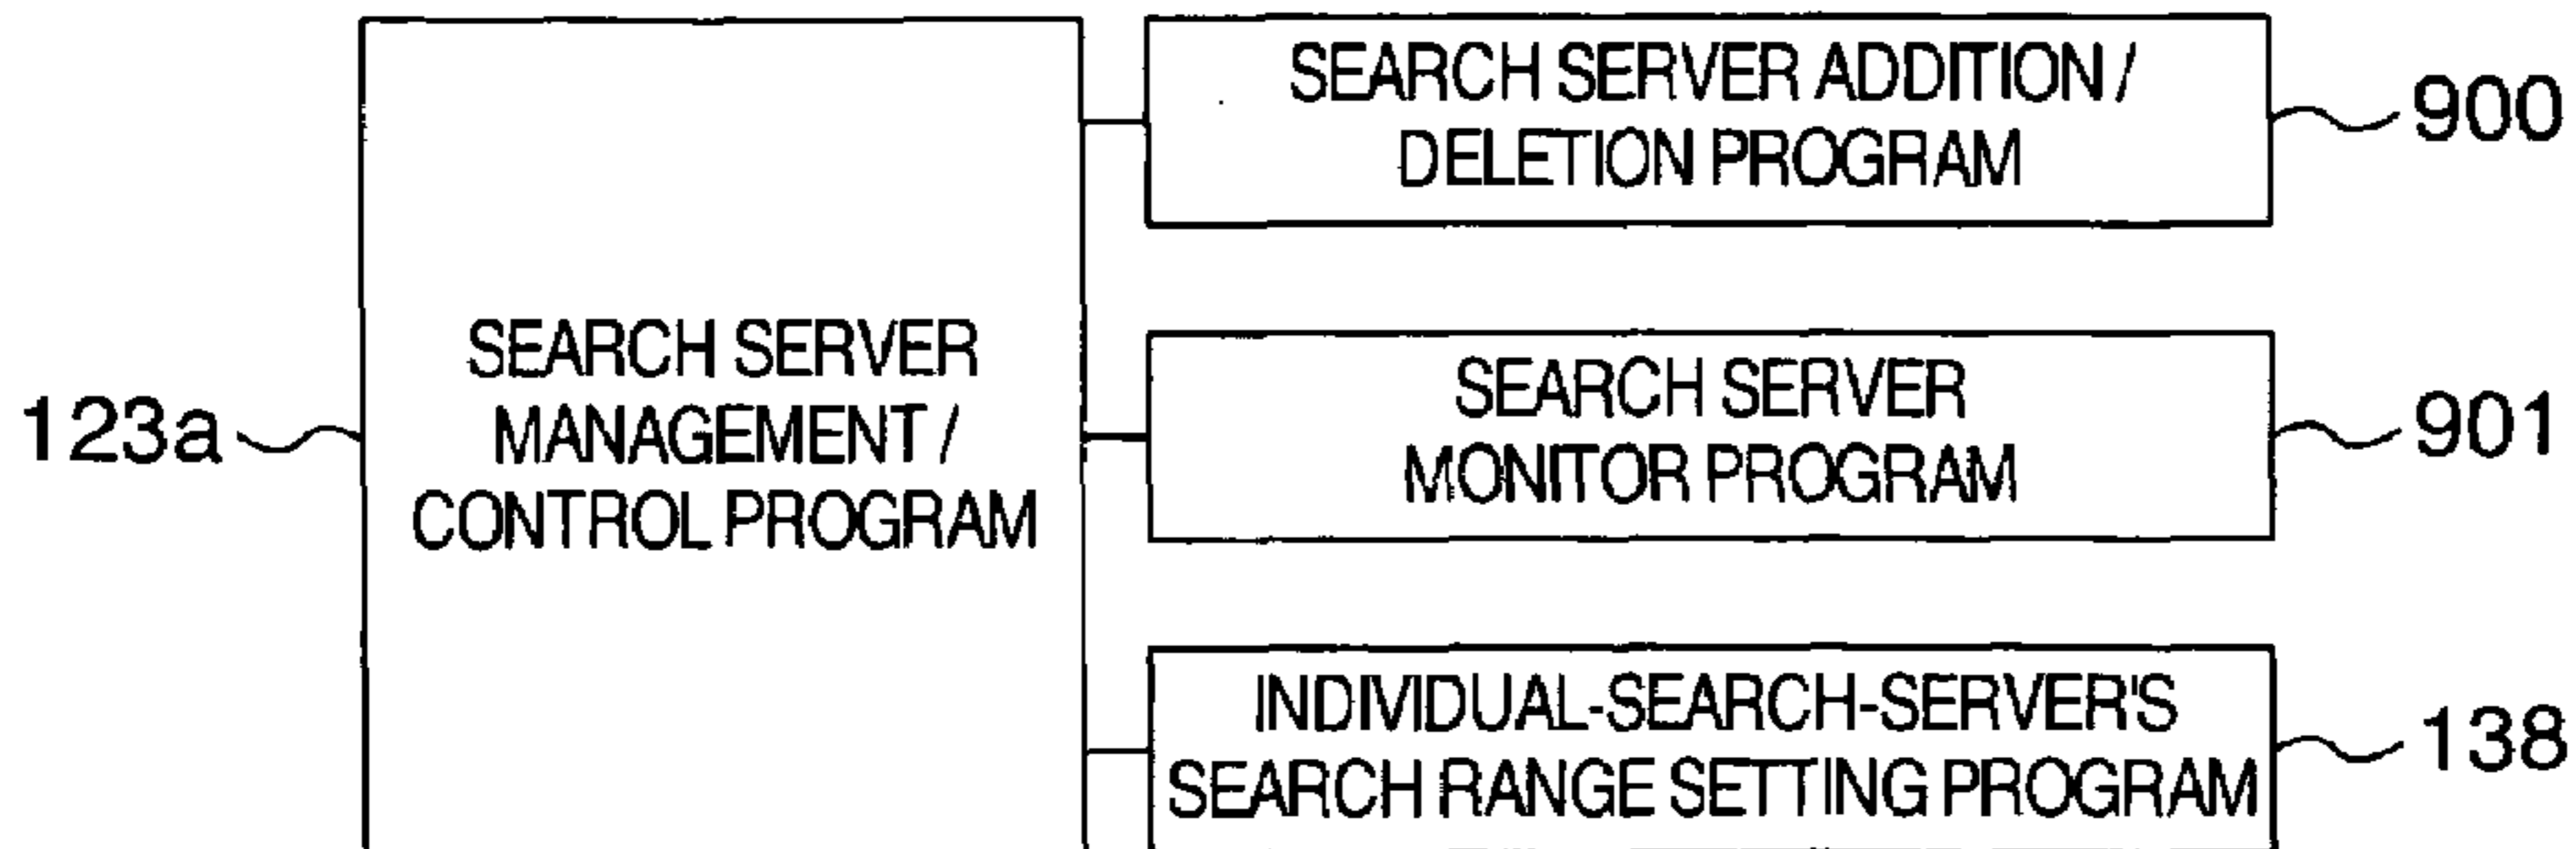 SEARCH SERVER ADDITION /
DELETION PROGRAM
900
SEARCH SERVER
MANAGEMENT /
CONTROL PROGRAM
123a
SEARCH SERVER
MONITOR PROGRAM
901
INDIVIDUAL-SEARCH-SERVER'S
SEARCH RANGE SETTING PROGRAM
138